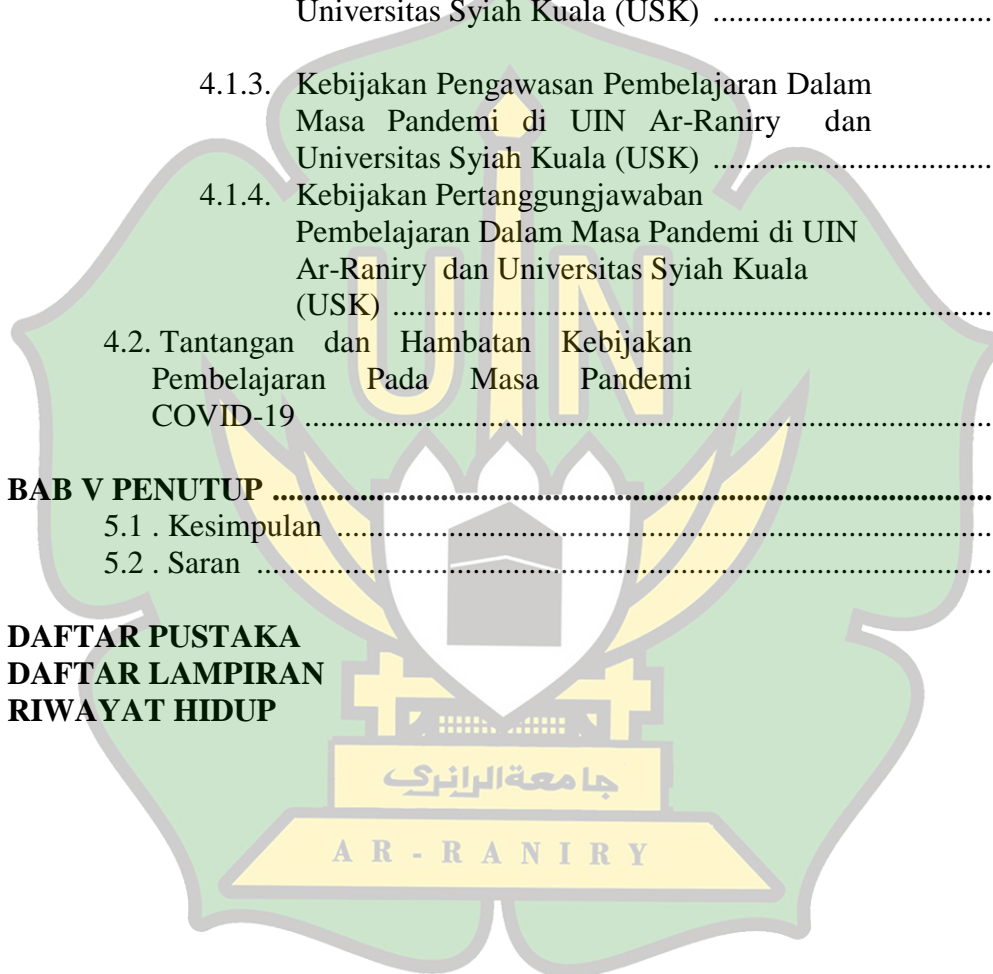 Universitas Syiah Kuala (USK) ..................................
4.1.3. Kebijakan Pengawasan Pembelajaran Dalam
Masa Pandemi di UIN Ar-Raniry dan
Universitas Syiah Kuala (USK) ..................................
4.1.4. Kebijakan Pertanggungjawaban
Pembelajaran Dalam Masa Pandemi di UIN
Ar-Raniry dan Universitas Syiah Kuala
(USK) ..........................................................................
4.2. Tantangan dan Hambatan Kebijakan
Pembelajaran Pada Masa Pandemi
COVID-19 .....................................................................................
BAB V PENUTUP .........................................................................................
5.1 . Kesimpulan ..................................................................................
5.2 . Saran ............................................................................................
DAFTAR PUSTAKA
DAFTAR LAMPIRAN
RIWAYAT HIDUP
UIN
جامعةالرانري
AR-RANIRY